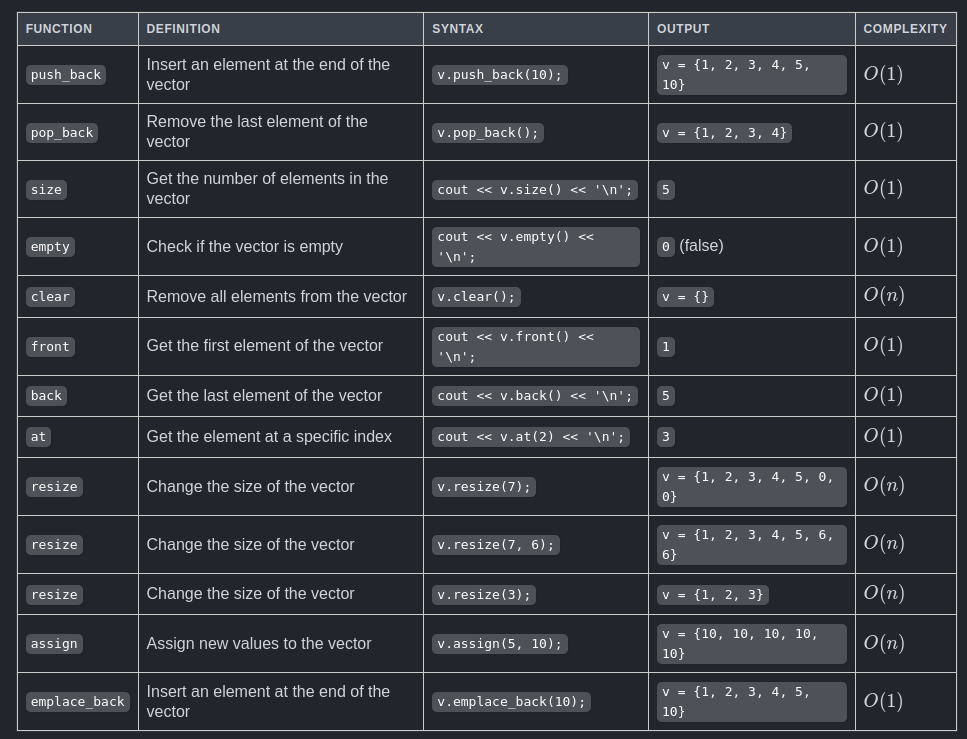 FUNCTION DEFINITION SYNTAX OUTPUT COMPLEXITY
push_back Insert an element at the end of the v.push_back(10); v = {1, 2, 3, 4, 5, O(1)
vector 10}
pop_back Remove the last element of the v.pop_back(); v = {1, 2, 3, 4} O(1)
vector
size Get the number of elements in the cout << v.size() << '\n'; 5 O(1)
vector
empty Check if the vector is empty cout << v.empty() << 0 (false) O(1)
'\n';
clear Remove all elements from the vector v.clear(); v = {} O(n)
front Get the first element of the vector cout << v.front() << 1 O(1)
'\n';
back Get the last element of the vector cout << v.back() << '\n'; 5 O(1)
at Get the element at a specific index cout << v.at(2) << '\n'; 3 O(1)
resize Change the size of the vector v.resize(7); v = {1, 2, 3, 4, 5, 0, O(n)
0}
resize Change the size of the vector v.resize(7, 6); v = {1, 2, 3, 4, 5, 6, O(n)
6}
resize Change the size of the vector v.resize(3); v = {1, 2, 3} O(n)
assign Assign new values to the vector v.assign(5, 10); v = {10, 10, 10, 10, O(n)
10}
emplace_back Insert an element at the end of the v.emplace_back(10); v = {1, 2, 3, 4, 5, O(1)
vector 10}